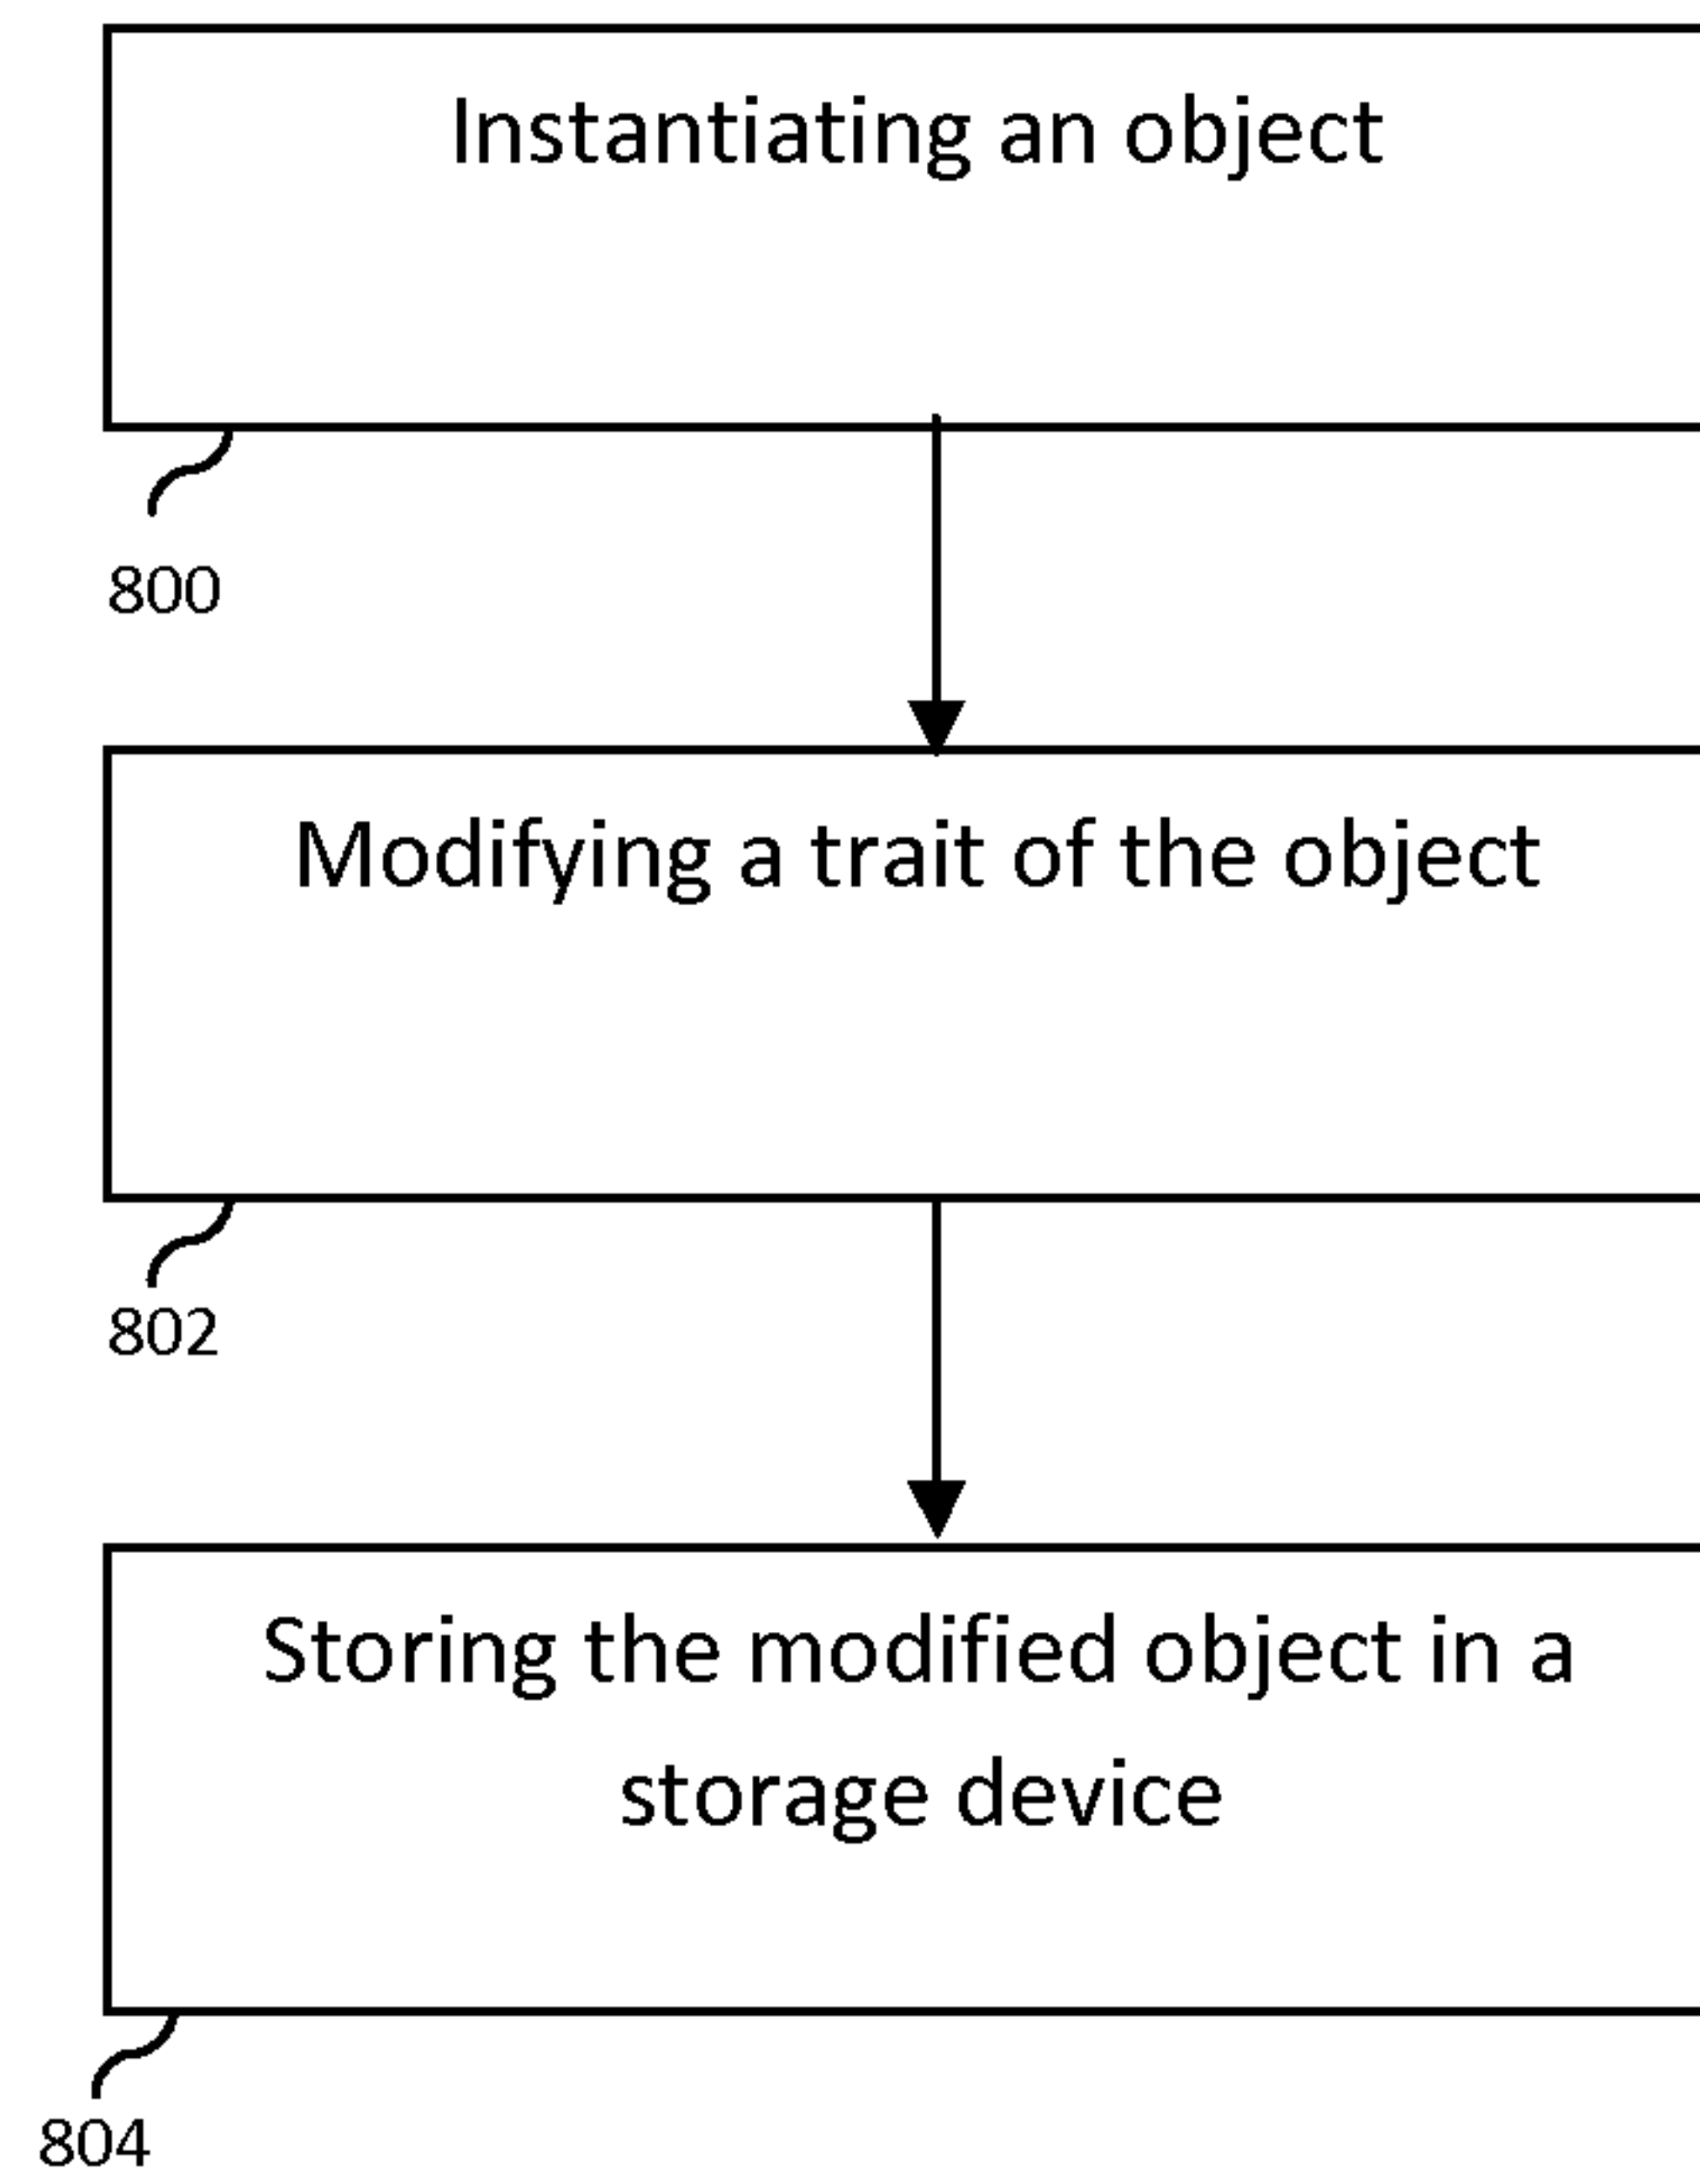 Instantiating an object
800
Modifying a trait of the object
802
Storing the modified object in a
storage device
804